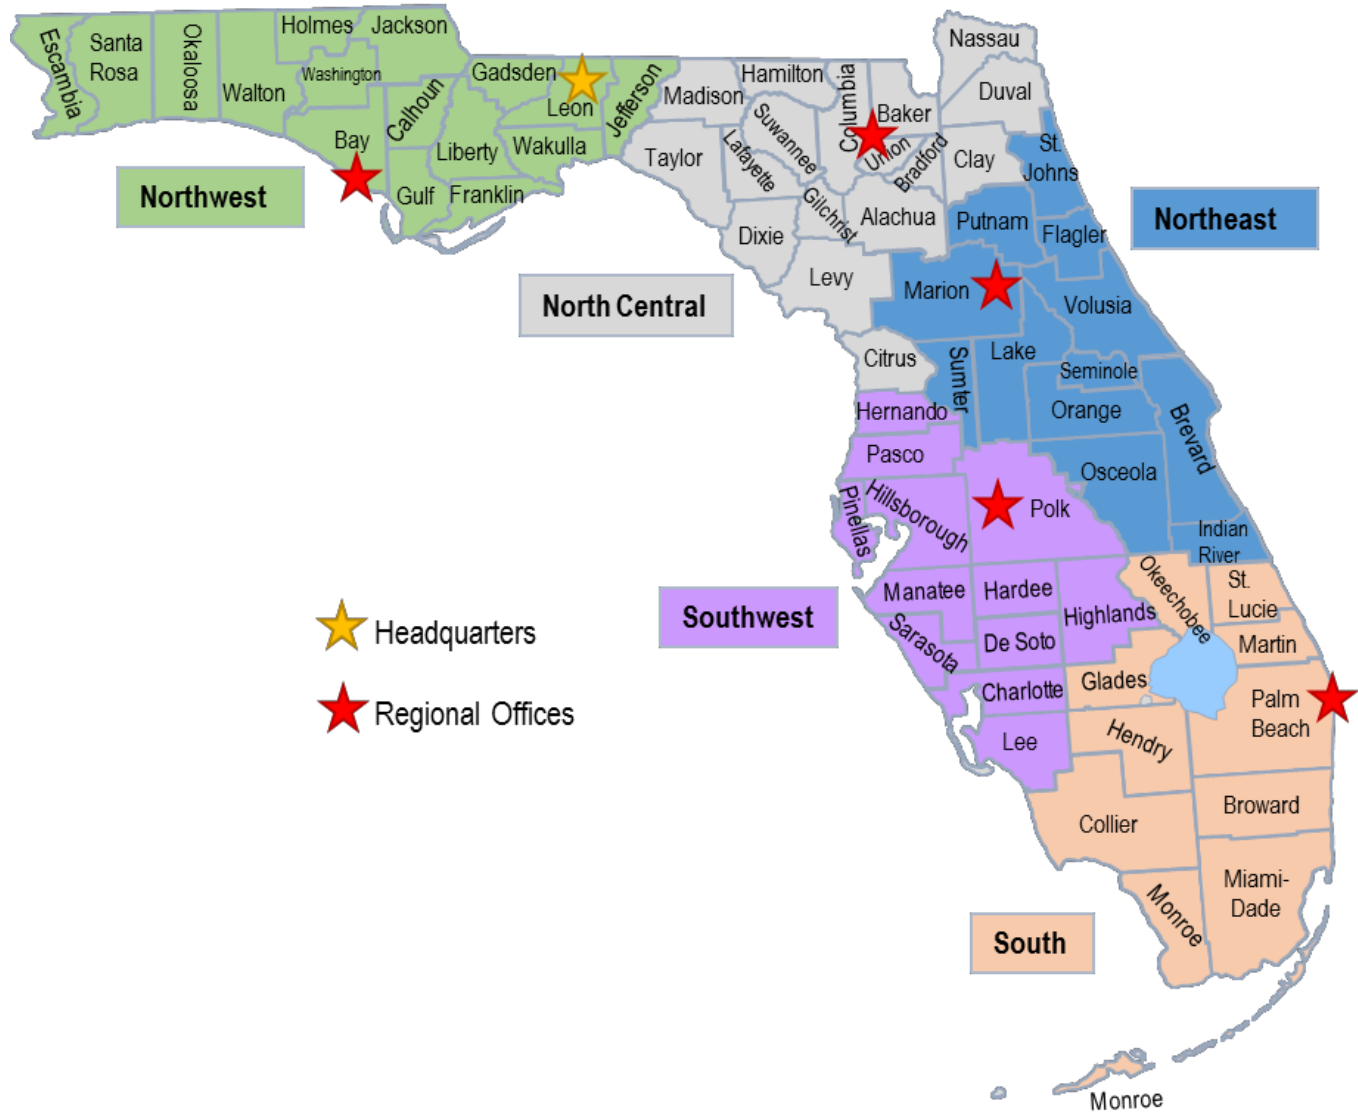 Escambia
Santa
Rosa
Okaloosa
Walton
Holmes
Jackson
Washington
Bay
Calhoun
Gulf
Liberty
Franklin
Gadsden
Leon
Wakulla
Jefferson
Northwest
Madison
Taylor
Hamilton
Suwannee
Lafayette
Columbia
Baker
Union
Bradford
Nassau
Duval
Clay
Gilchrist
Alachua
Dixie
Levy
Citrus
North Central
St.
Johns
Putnam
Flagler
Marion
Volusia
Sumter
Lake
Seminole
Orange
Brevard
Osceola
Indian
River
Northeast
Hernando
Pasco
Pinellas
Hillsborough
Polk
Manatee
Hardee
Highlands
Sarasota
De Soto
Charlotte
Lee
Southwest
Okeechobee
St.
Lucie
Martin
Glades
Palm
Beach
Hendry
Broward
Collier
Miami-
Dade
Monroe
South
Monroe
Headquarters
Regional Offices